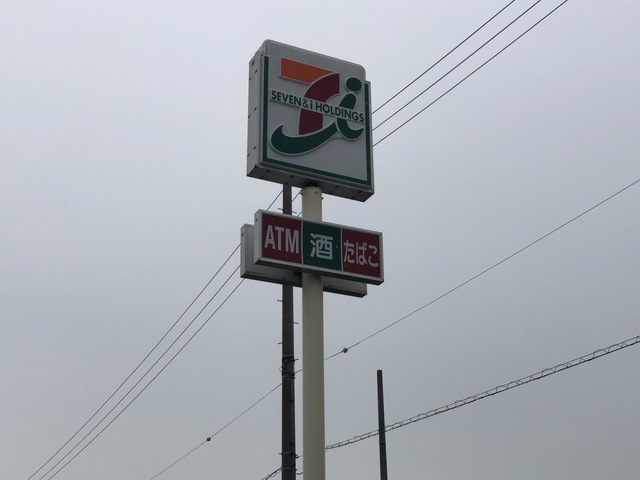 SEVEN & i HOLDINGS
ATM 酒 たばこ